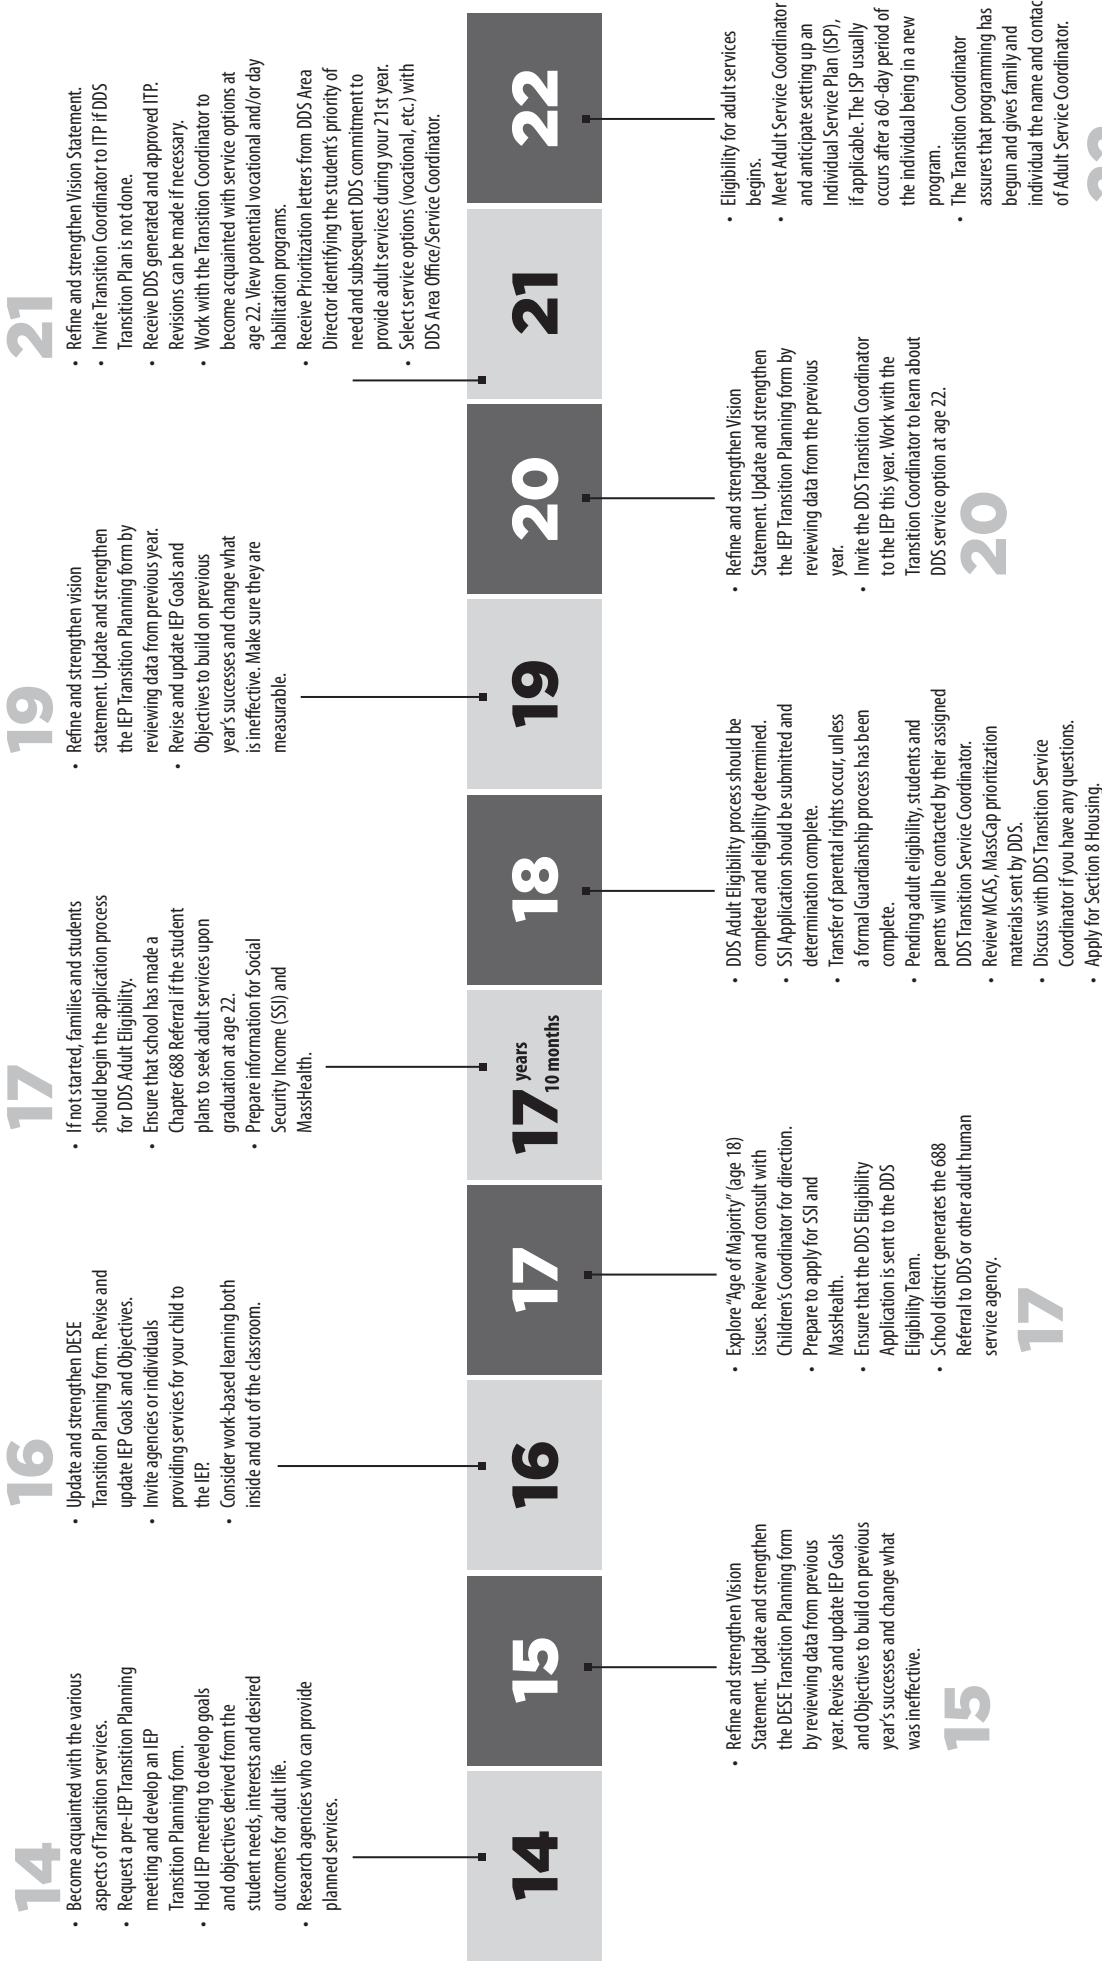 14
• Become acquainted with the various
aspects of Transition services.
• Request a pre-IEP Transition Planning
meeting and develop an IEP
Transition Planning form.
• Hold IEP meeting to develop goals
and objectives derived from the
student needs, interests and desired
outcomes for adult life.
• Research agencies who can provide
planned services.
16
• Update and strengthen DESE
Transition Planning form. Revise and
update IEP Goals and Objectives.
• Invite agencies or individuals
providing services for your child to
the IEP.
• Consider work-based learning both
inside and out of the classroom.
17
• If not started, families and students
should begin the application process
for DDS Adult Eligibility.
• Ensure that school has made a
Chapter 688 Referral if the student
plans to seek adult services upon
graduation at age 22.
• Prepare information for Social
Security Income (SSI) and
MassHealth.
19
• Refine and strengthen vision
statement. Update and strengthen
the IEP Transition Planning form by
reviewing data from previous year.
• Revise and update IEP Goals and
Objectives to build on previous
year's successes and change what
is ineffective. Make sure they are
measurable.
21
• Refine and strengthen Vision Statement.
• Invite Transition Coordinator to ITP if DDS
Transition Plan is not done.
• Receive DDS generated and approved ITP.
Revisions can be made if necessary.
• Work with the Transition Coordinator to
become acquainted with service options at
age 22. View potential vocational and/or day
habilitation programs.
• Receive Prioritization letters from DDS Area
Director identifying the student's priority of
need and subsequent DDS commitment to
provide adult services during your 21st year.
• Select service options (vocational, etc.) with
DDS Area Office/Service Coordinator.
14
15
16
17
17 years
10 months
18
19
20
21
22
• Refine and strengthen Vision
Statement. Update and strengthen
the DESE Transition Planning form
by reviewing data from previous
year. Revise and update IEP Goals
and Objectives to build on previous
year's successes and change what
was ineffective.
15
• Explore "Age of Majority" (age 18)
issues. Review and consult with
Children's Coordinator for direction.
• Prepare to apply for SSI and
MassHealth.
• Ensure that the DDS Eligibility
Application is sent to the DDS
Eligibility Team.
• School district generates the 688
Referral to DDS or other adult human
service agency.
17
• DDS Adult Eligibility process should be
completed and eligibility determined.
• SSI Application should be submitted and
determination complete.
• Transfer of parental rights occur, unless
a formal Guardianship process has been
complete.
• Pending adult eligibility, students and
parents will be contacted by their assigned
DDS Transition Service Coordinator.
• Review MCAS, MassCap prioritization
materials sent by DDS.
• Discuss with DDS Transition Service
Coordinator if you have any questions.
• Apply for Section 8 Housing.
• Refine and strengthen Vision
Statement. Update and strengthen
the IEP Transition Planning form by
reviewing data from the previous
year.
• Invite the DDS Transition Coordinator
to the IEP this year. Work with the
Transition Coordinator to learn about
DDS service option at age 22.
20
• Eligibility for adult services
begins.
• Meet Adult Service Coordinator
and anticipate setting up an
Individual Service Plan (ISP),
if applicable. The ISP usually
occurs after a 60-day period of
the individual being in a new
program.
• The Transition Coordinator
assures that programming has
begun and gives family and
individual the name and contac
of Adult Service Coordinator.